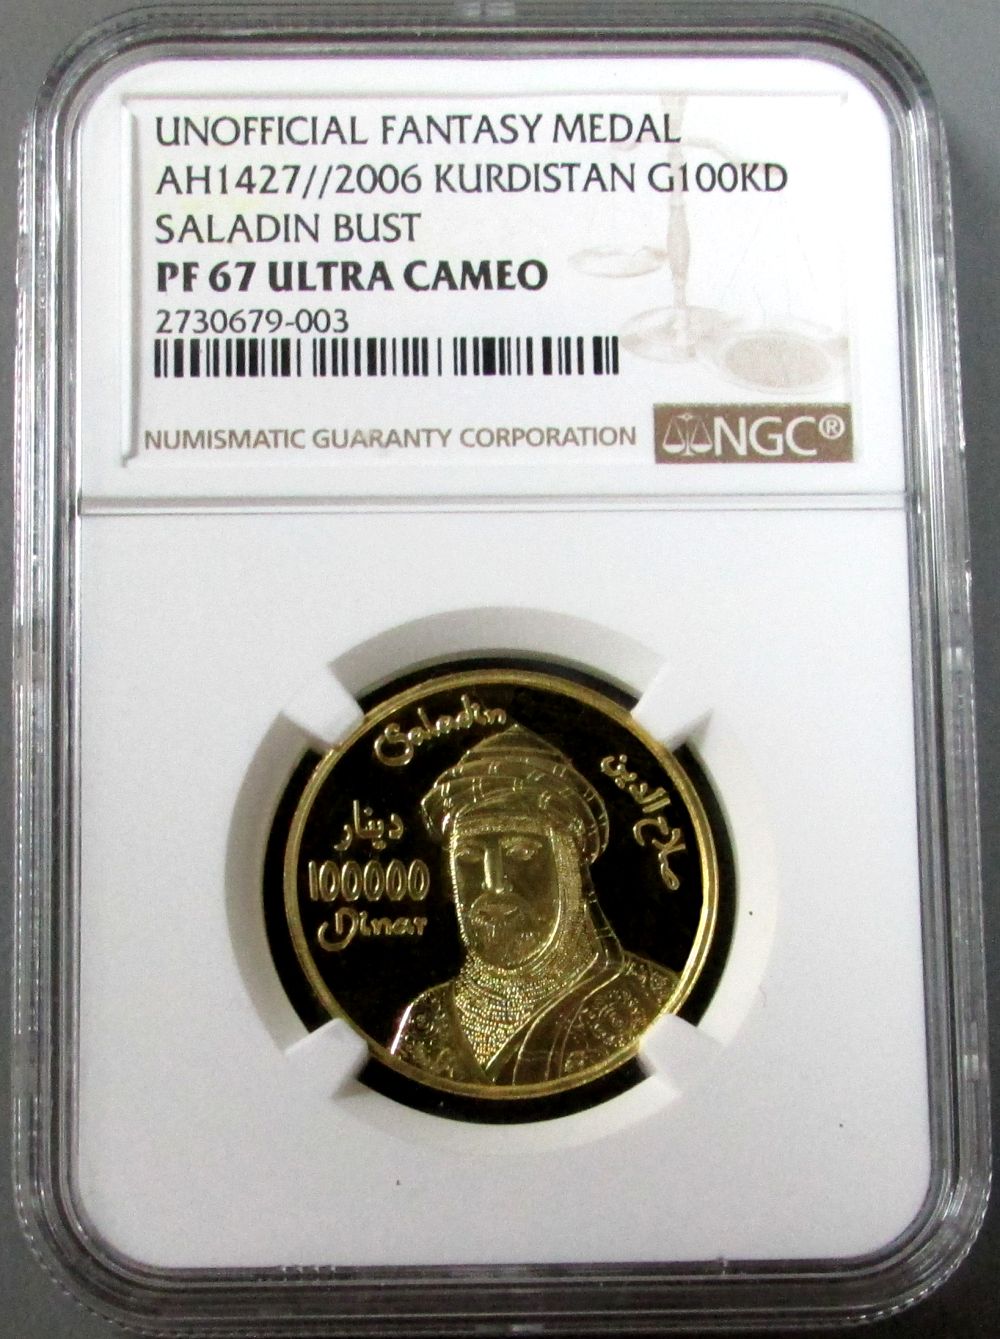 UNOFFICIAL FANTASY MEDAL
AH1427//2006 KURDISTAN G100KD
SALADIN BUST
PF 67 ULTRA CAMEO
2730679-003
NUMISMATIC GUARANTY CORPORATION
NGC®
Saladin
صلاح الدين
دينار
100000
Dinar